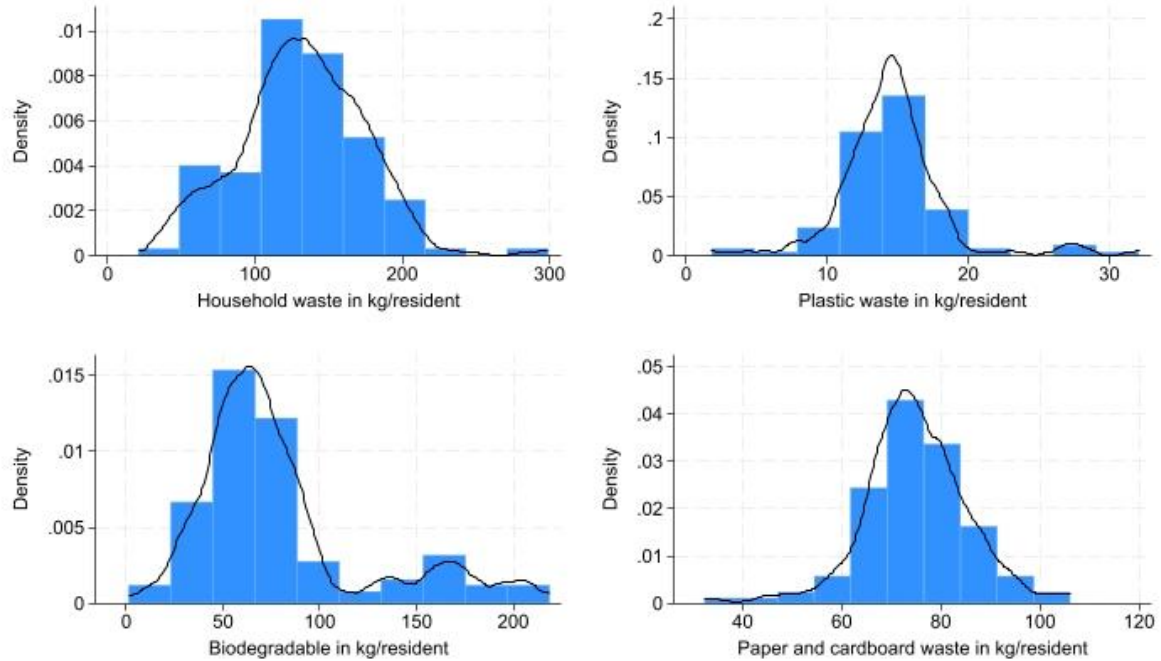 .01
.008
.006
.004
.002
0
Density
0 100 200 300
Household waste in kg/resident
.2
.15
.1
.05
0
Density
0 10 20 30
Plastic waste in kg/resident
.015
.01
.005
0
Density
0 50 100 150 200
Biodegradable in kg/resident
.05
.04
.03
.02
.01
0
Density
40 60 80 100 120
Paper and cardboard waste in kg/resident